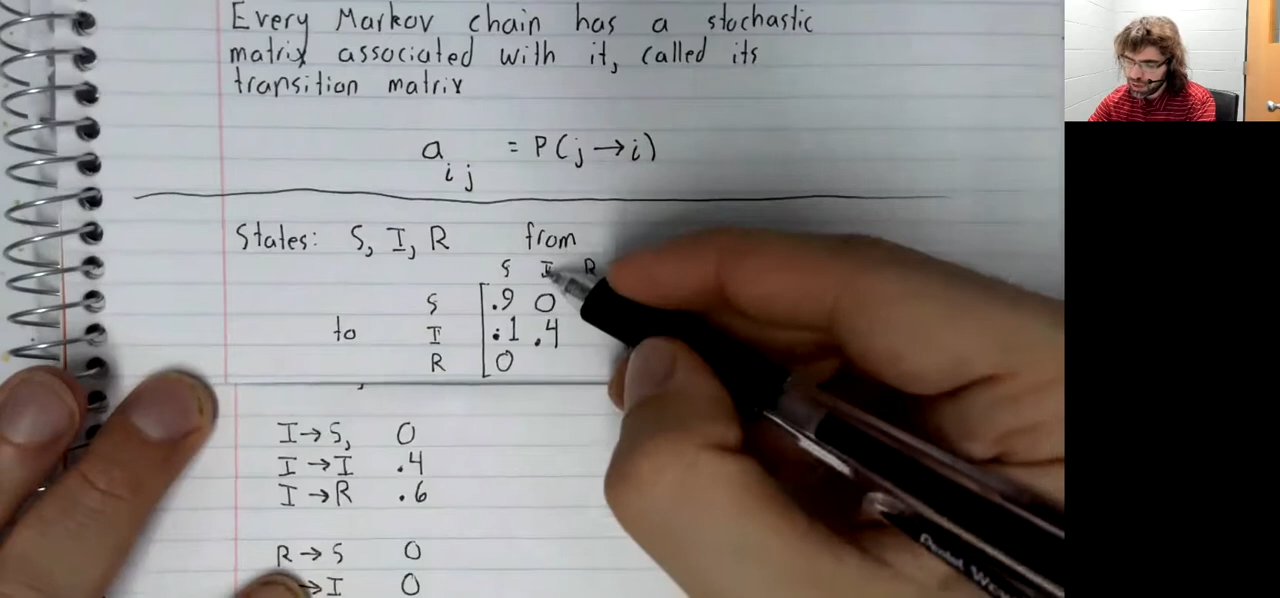 Every Markov chain has a stochastic
matrix associated with it, called its
transition matrix
a i j = P(j→i)
States: S, I, R from
S I R
S [.9 0
to I .1 .4
R 0
I→S, 0
I→I .4
I→R .6
R→S 0
→I 0
Pentel